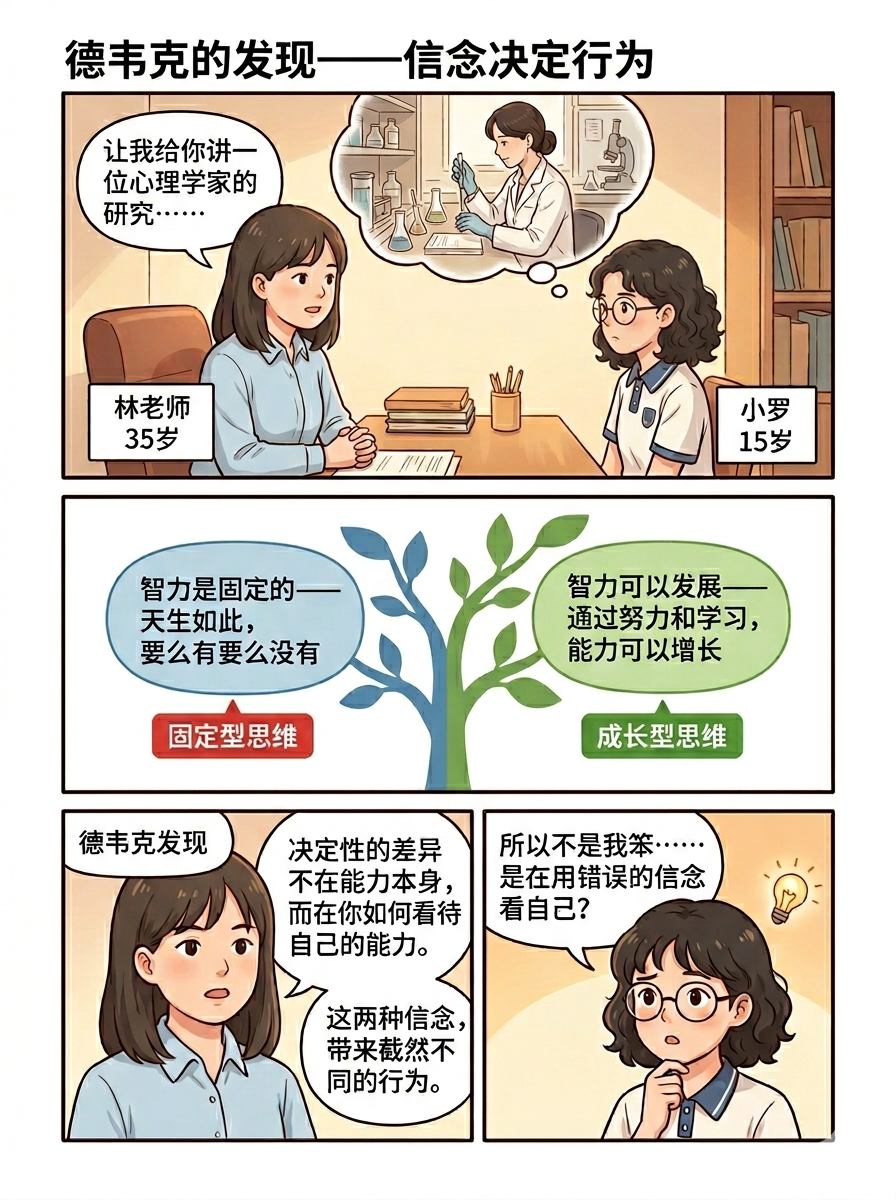 德韦克的发现——信念决定行为
让我给你讲一
位心理学家的
研究……
林老师
35岁
小罗
15岁
智力是固定的——
天生如此，
要么有要么没有
固定型思维
智力可以发展——
通过努力和学习，
能力可以增长
成长型思维
德韦克发现
决定性的差异
不在能力本身，
而在你如何看待
自己的能力。
这两种信念，
带来截然不
同的行为。
所以不是我笨……
是在用错误的信念
看自己？